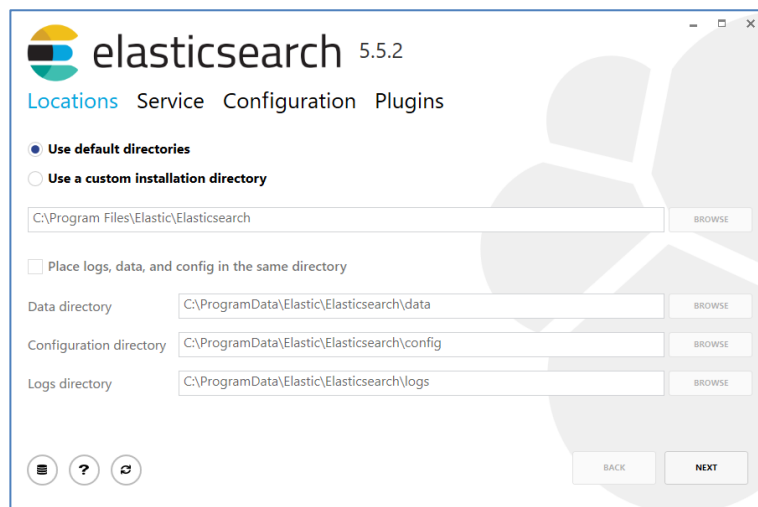 elasticsearch 5.5.2
Locations Service Configuration Plugins
Use default directories
Use a custom installation directory
C:\Program Files\Elastic\Elasticsearch BROWSE
Place logs, data, and config in the same directory
Data directory C:\ProgramData\Elastic\Elasticsearch\data BROWSE
Configuration directory C:\ProgramData\Elastic\Elasticsearch\config BROWSE
Logs directory C:\ProgramData\Elastic\Elasticsearch\logs BROWSE
? BACK NEXT